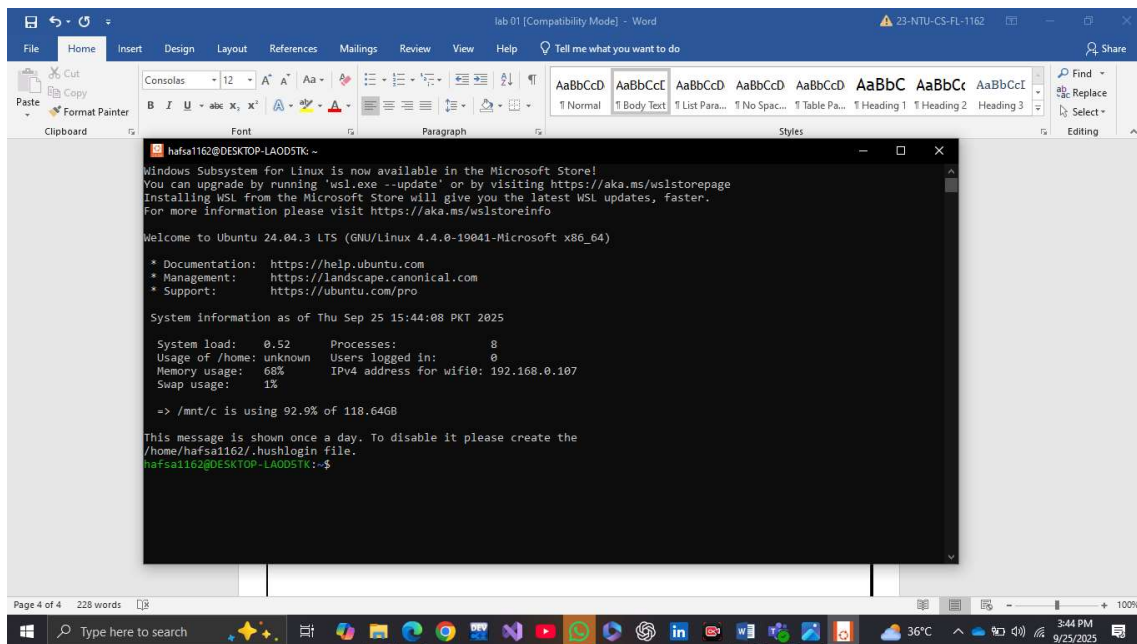 lab 01 [Compatibility Mode] - Word
23-NTU-CS-FL-1162
File Home Insert Design Layout References Mailings Review View Help Tell me what you want to do
Share
Cut
Copy
Paste
Format Painter
Clipboard
Consolas 12
Font
Paragraph
AaBbCcD AaBbCcI AaBbCcD AaBbCcD AaBbCcD AaBbC AaBbCc AaBbCcI
¶ Normal ¶ Body Text ¶ List Para... ¶ No Spac... ¶ Table Pa... ¶ Heading 1 ¶ Heading 2 Heading 3
Styles
Find
Replace
Select
Editing
hafsa1162@DESKTOP-LAOD5TK: ~
Windows Subsystem for Linux is now available in the Microsoft Store!
You can upgrade by running 'wsl.exe --update' or by visiting https://aka.ms/wslstorepage
Installing WSL from the Microsoft Store will give you the latest WSL updates, faster.
For more information please visit https://aka.ms/wslstoreinfo
Welcome to Ubuntu 24.04.3 LTS (GNU/Linux 4.4.0-19041-Microsoft x86_64)
* Documentation: https://help.ubuntu.com
* Management: https://landscape.canonical.com
* Support: https://ubuntu.com/pro
System information as of Thu Sep 25 15:44:08 PKT 2025
System load: 0.52 Processes: 8
Usage of /home: unknown Users logged in: 0
Memory usage: 68% IPv4 address for wifi0: 192.168.0.107
Swap usage: 1%
=> /mnt/c is using 92.9% of 118.64GB
This message is shown once a day. To disable it please create the
/home/hafsa1162/.hushlogin file.
hafsa1162@DESKTOP-LAOD5TK:~$
Page 4 of 4 228 words
100%
Type here to search
36°C
3:44 PM
9/25/2025